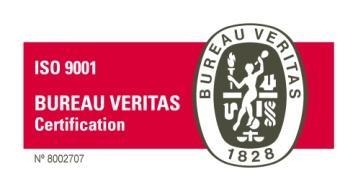 ISO 9001
BUREAU VERITAS
Certification
Nº 8002707
BUREAU VERITAS
1828